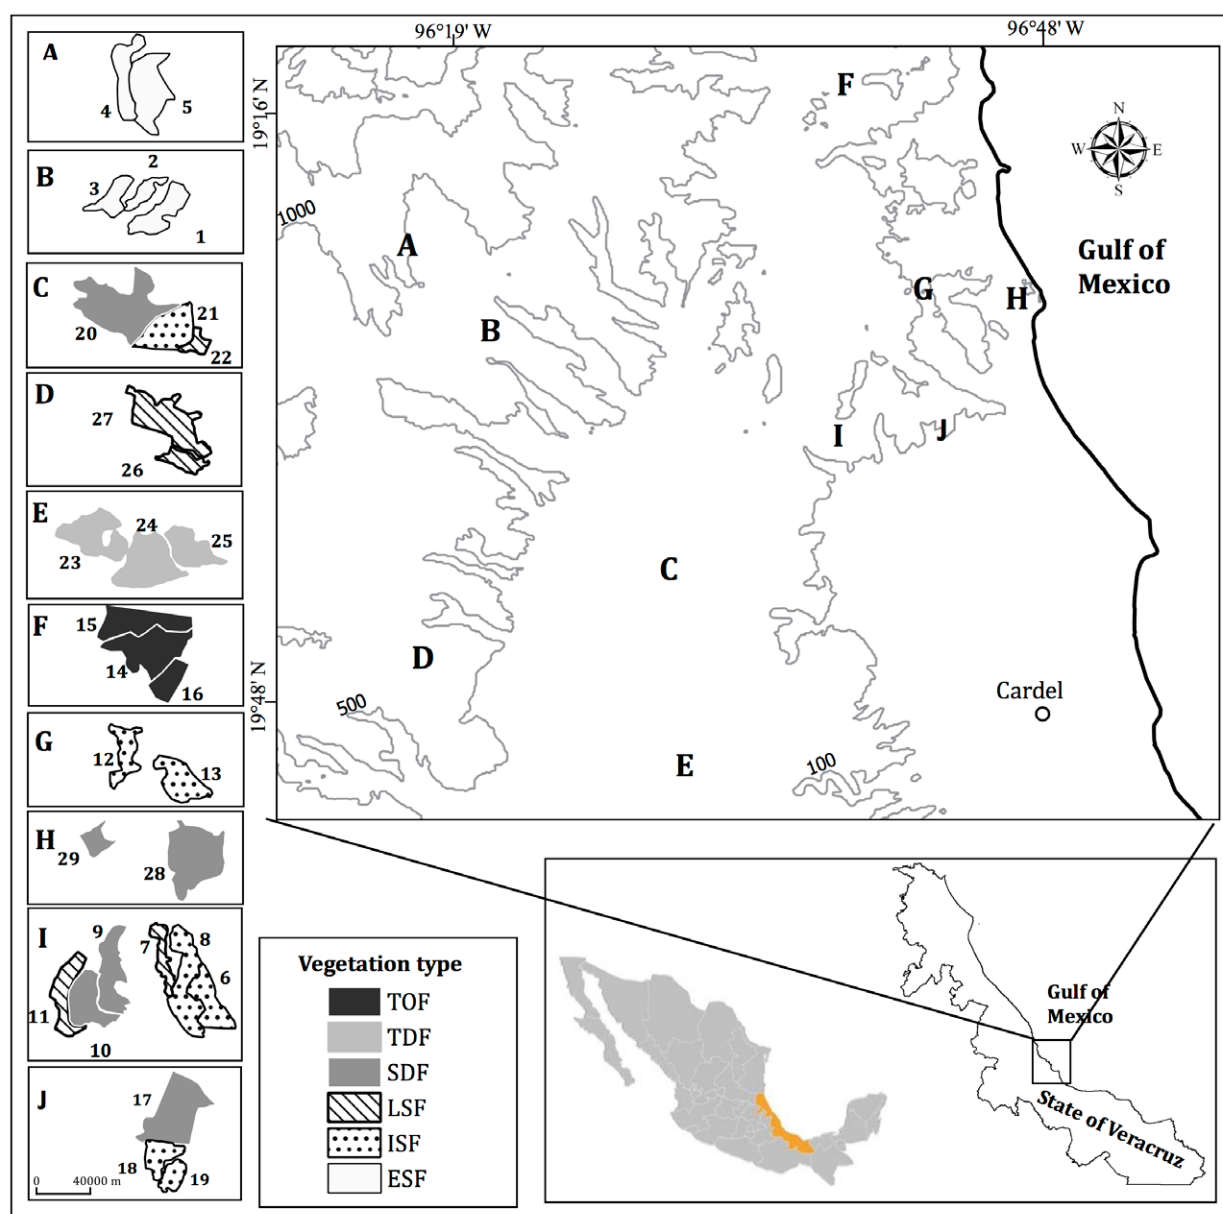 96°19' W
96°48' W
19°16' N
19°48' N
A
4
5
B
2
3
1
C
20
21
22
D
27
26
E
24
23
25
F
15
14
16
G
12
13
H
29
28
I
9
7
8
6
11
10
J
17
18
19
0 40000 m
1000
500
100
F
A
G
H
B
I
J
C
D
E
N
W
E
S
Gulf of
Mexico
Cardel
Vegetation type
TOF
TDF
SDF
LSF
ISF
ESF
Gulf of
Mexico
State of Veracruz